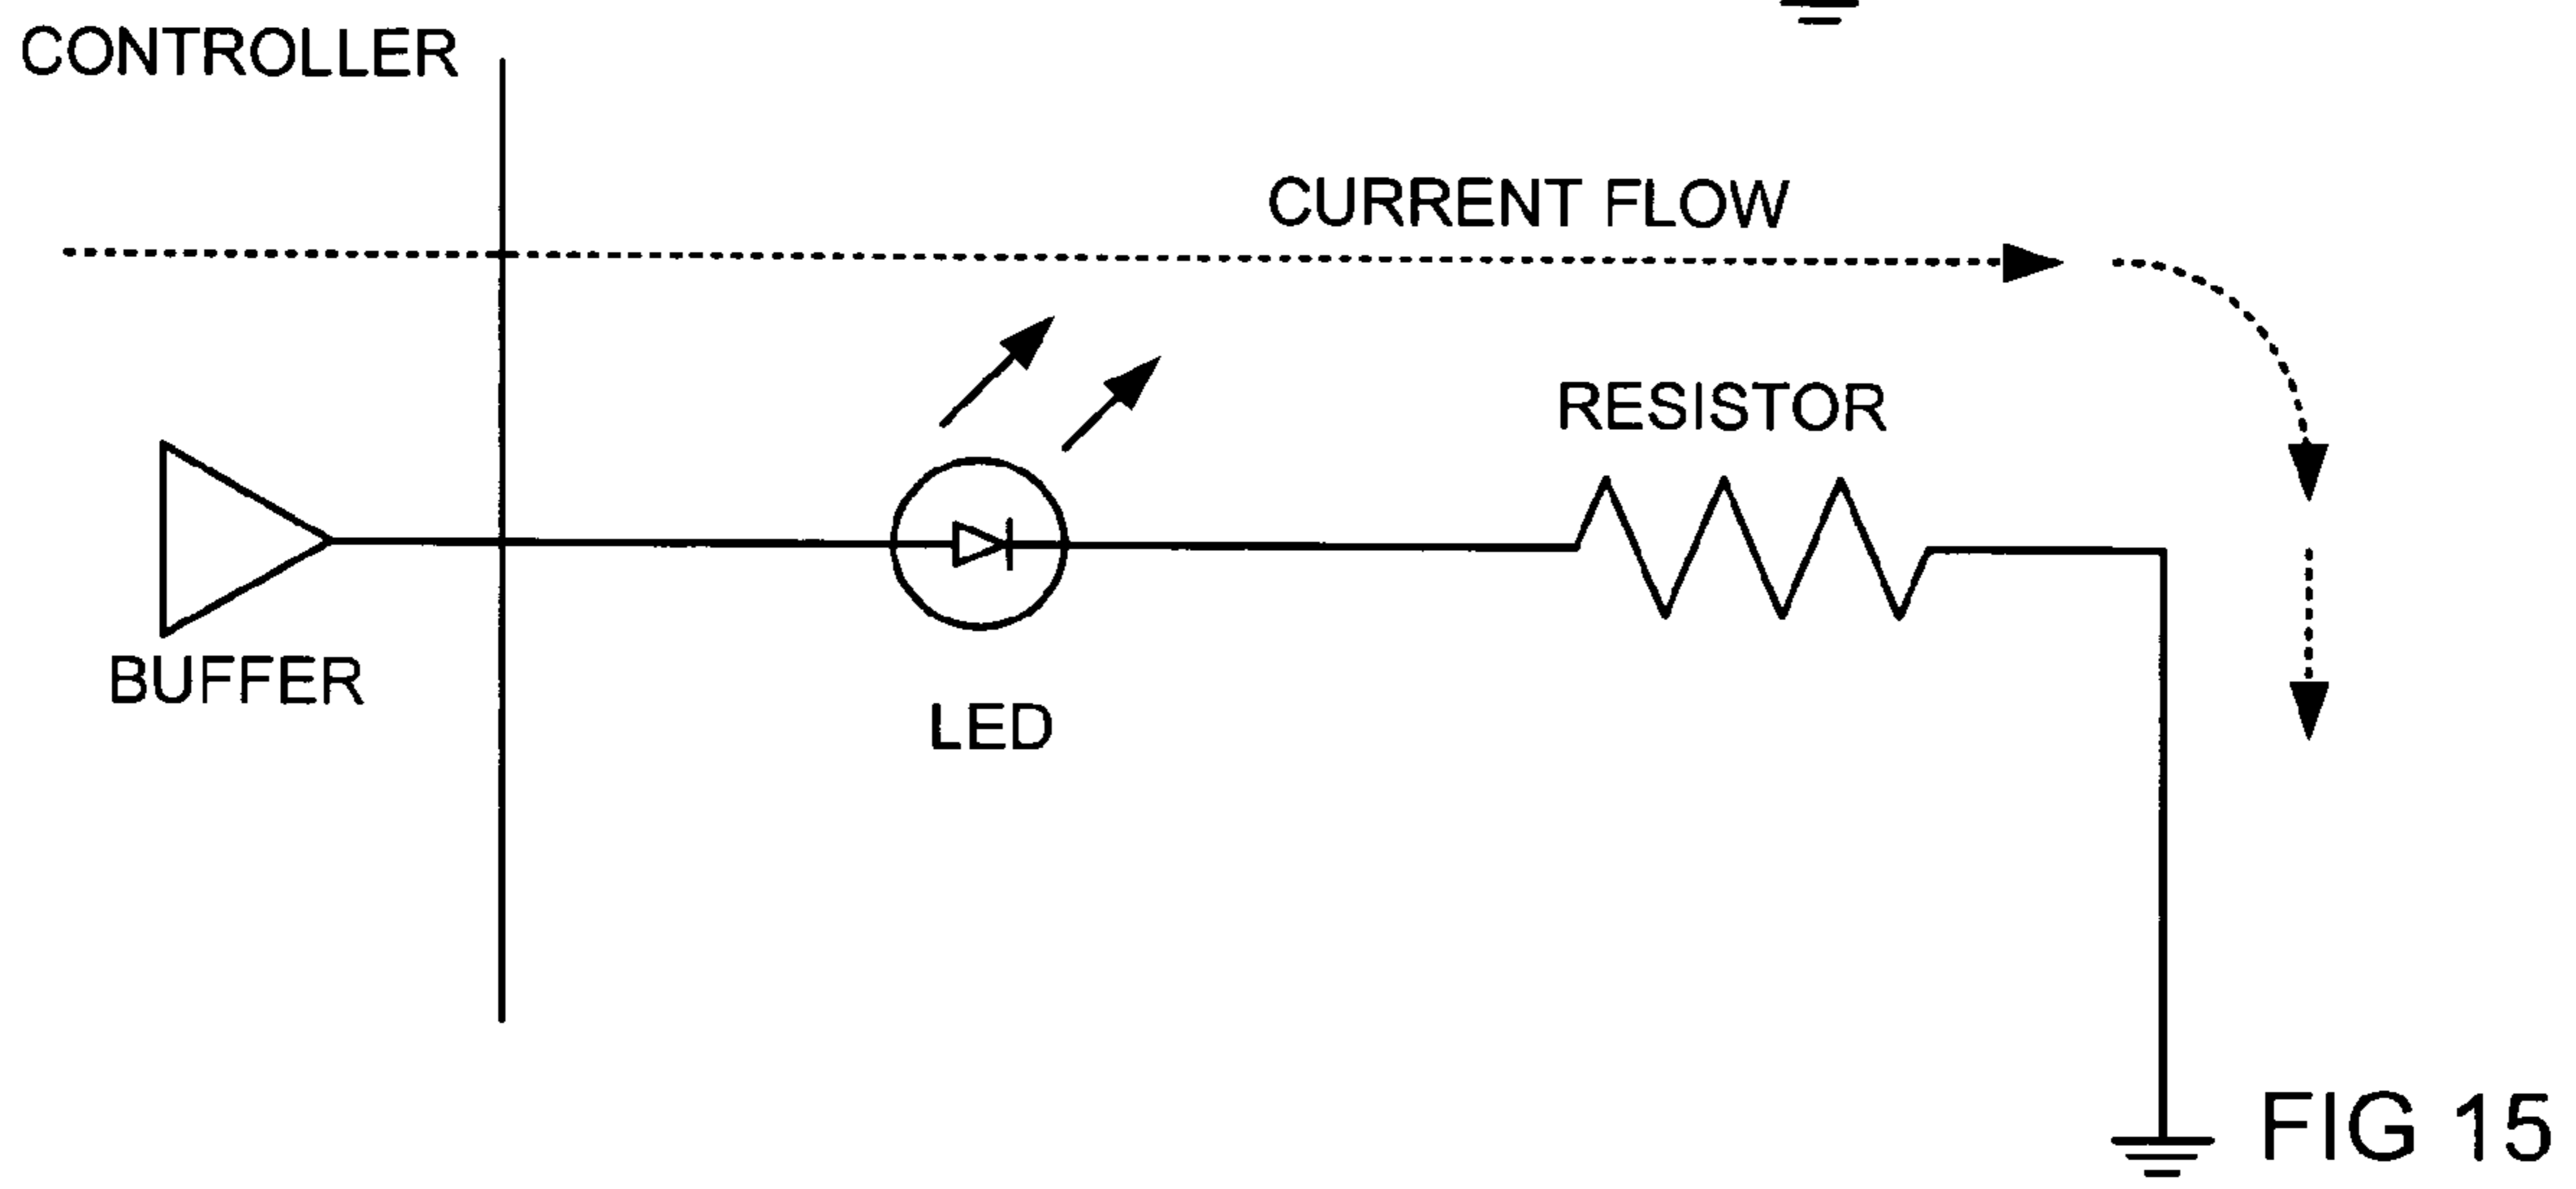 CONTROLLER
CURRENT FLOW
RESISTOR
BUFFER
LED
FIG 15